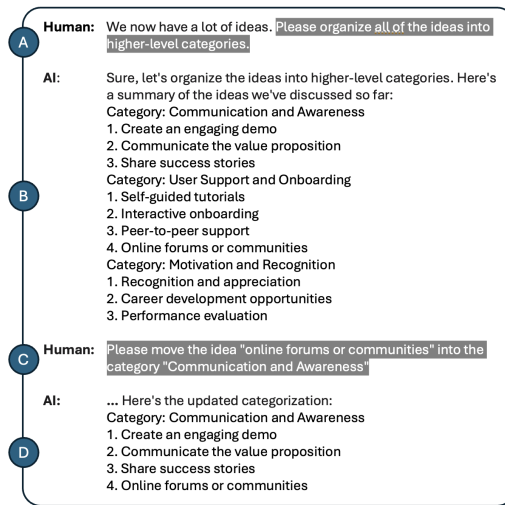 A
Human: We now have a lot of ideas. Please organize all of the ideas into
higher-level categories.
AI: Sure, let's organize the ideas into higher-level categories. Here's
a summary of the ideas we've discussed so far:
Category: Communication and Awareness
1. Create an engaging demo
2. Communicate the value proposition
3. Share success stories
Category: User Support and Onboarding
B
1. Self-guided tutorials
2. Interactive onboarding
3. Peer-to-peer support
4. Online forums or communities
Category: Motivation and Recognition
1. Recognition and appreciation
2. Career development opportunities
3. Performance evaluation
C
Human: Please move the idea "online forums or communities" into the
category "Communication and Awareness"
AI: ... Here's the updated categorization:
Category: Communication and Awareness
1. Create an engaging demo
D
2. Communicate the value proposition
3. Share success stories
4. Online forums or communities